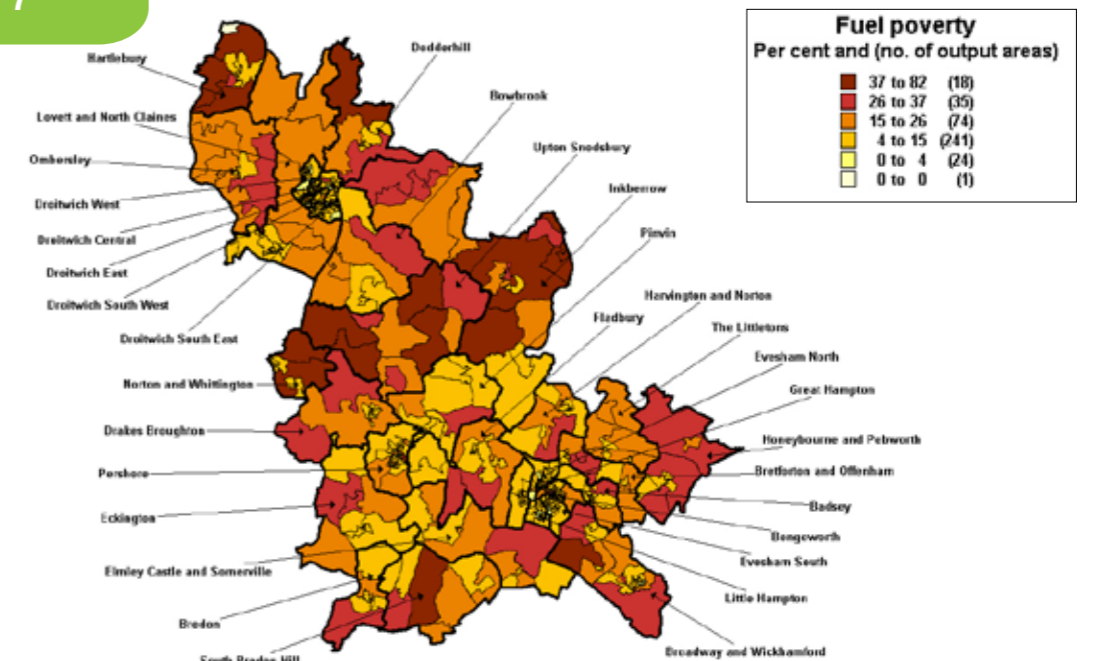 7
Fuel poverty
Per cent and (no. of output areas)
37 to 82 (18)
26 to 37 (35)
15 to 26 (74)
4 to 15 (241)
0 to 4 (24)
0 to 0 (1)
Hartlebury
Dodderhill
Bowbrook
Lovett and North Claines
Upton Snodsbury
Ombersley
Inkberrow
Droitwich West
Pinvin
Droitwich Central
Droitwich East
Harvington and Norton
Droitwich South West
Fladbury
The Littletons
Droitwich South East
Evesham North
Norton and Whittington
Great Hampton
Drakes Broughton
Honeybourne and Pebworth
Pershore
Bretforton and Offenham
Badsey
Eckington
Bengeworth
Evesham South
Elmley Castle and Somerville
Little Hampton
Bredon
Broadway and Wickhamford
South Bredon Hill